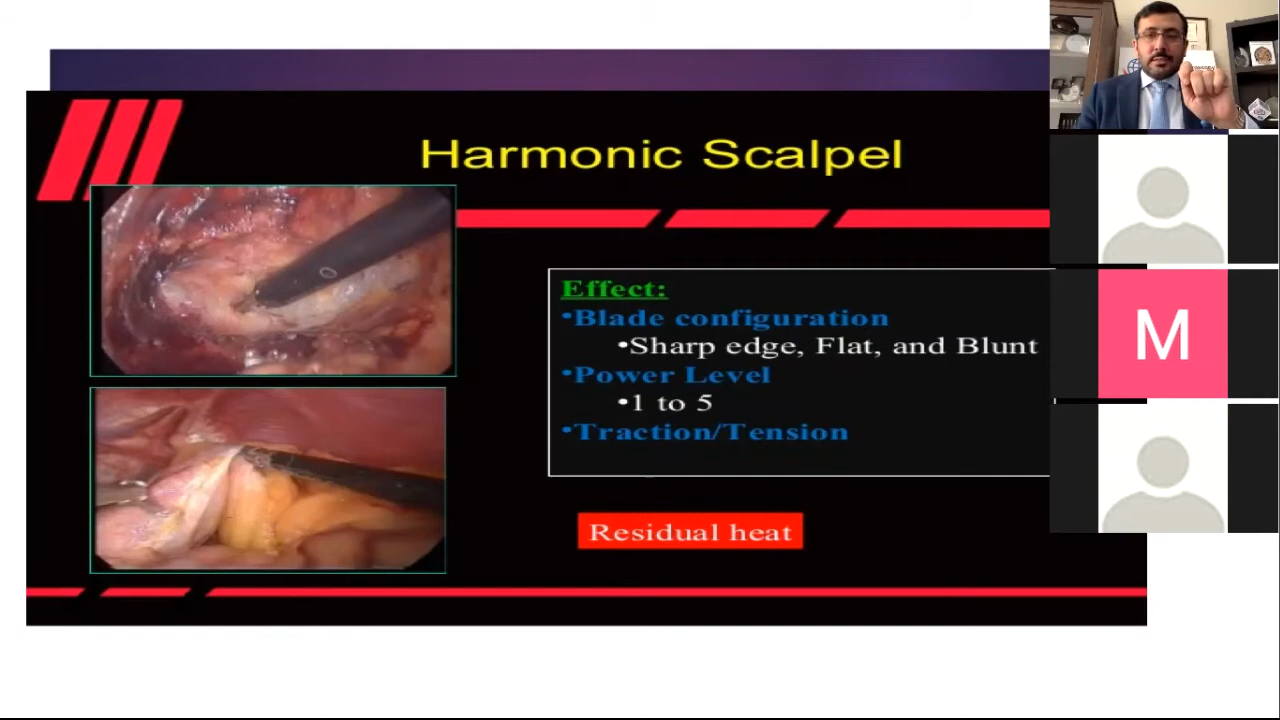 Harmonic Scalpel
Effect:
•Blade configuration
•Sharp edge, Flat, and Blunt
•Power Level
•1 to 5
•Traction/Tension
Residual heat
M